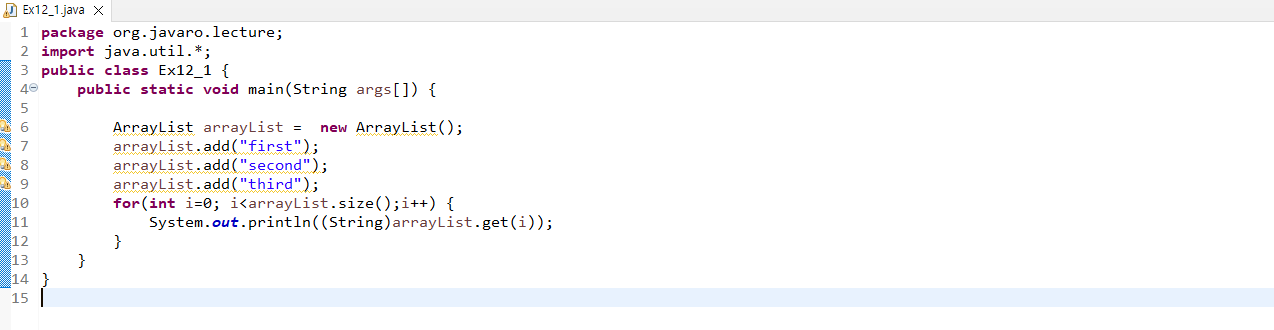 Ex12_1.java
1 package org.javaro.lecture;
2 import java.util.*;
3 public class Ex12_1 {
4 public static void main(String args[]) {
5
6 ArrayList arrayList =  new ArrayList();
7 arrayList.add("first");
8 arrayList.add("second");
9 arrayList.add("third");
10 for(int i=0; i<arrayList.size();i++) {
11 System.out.println((String)arrayList.get(i));
12 }
13 }
14 }
15